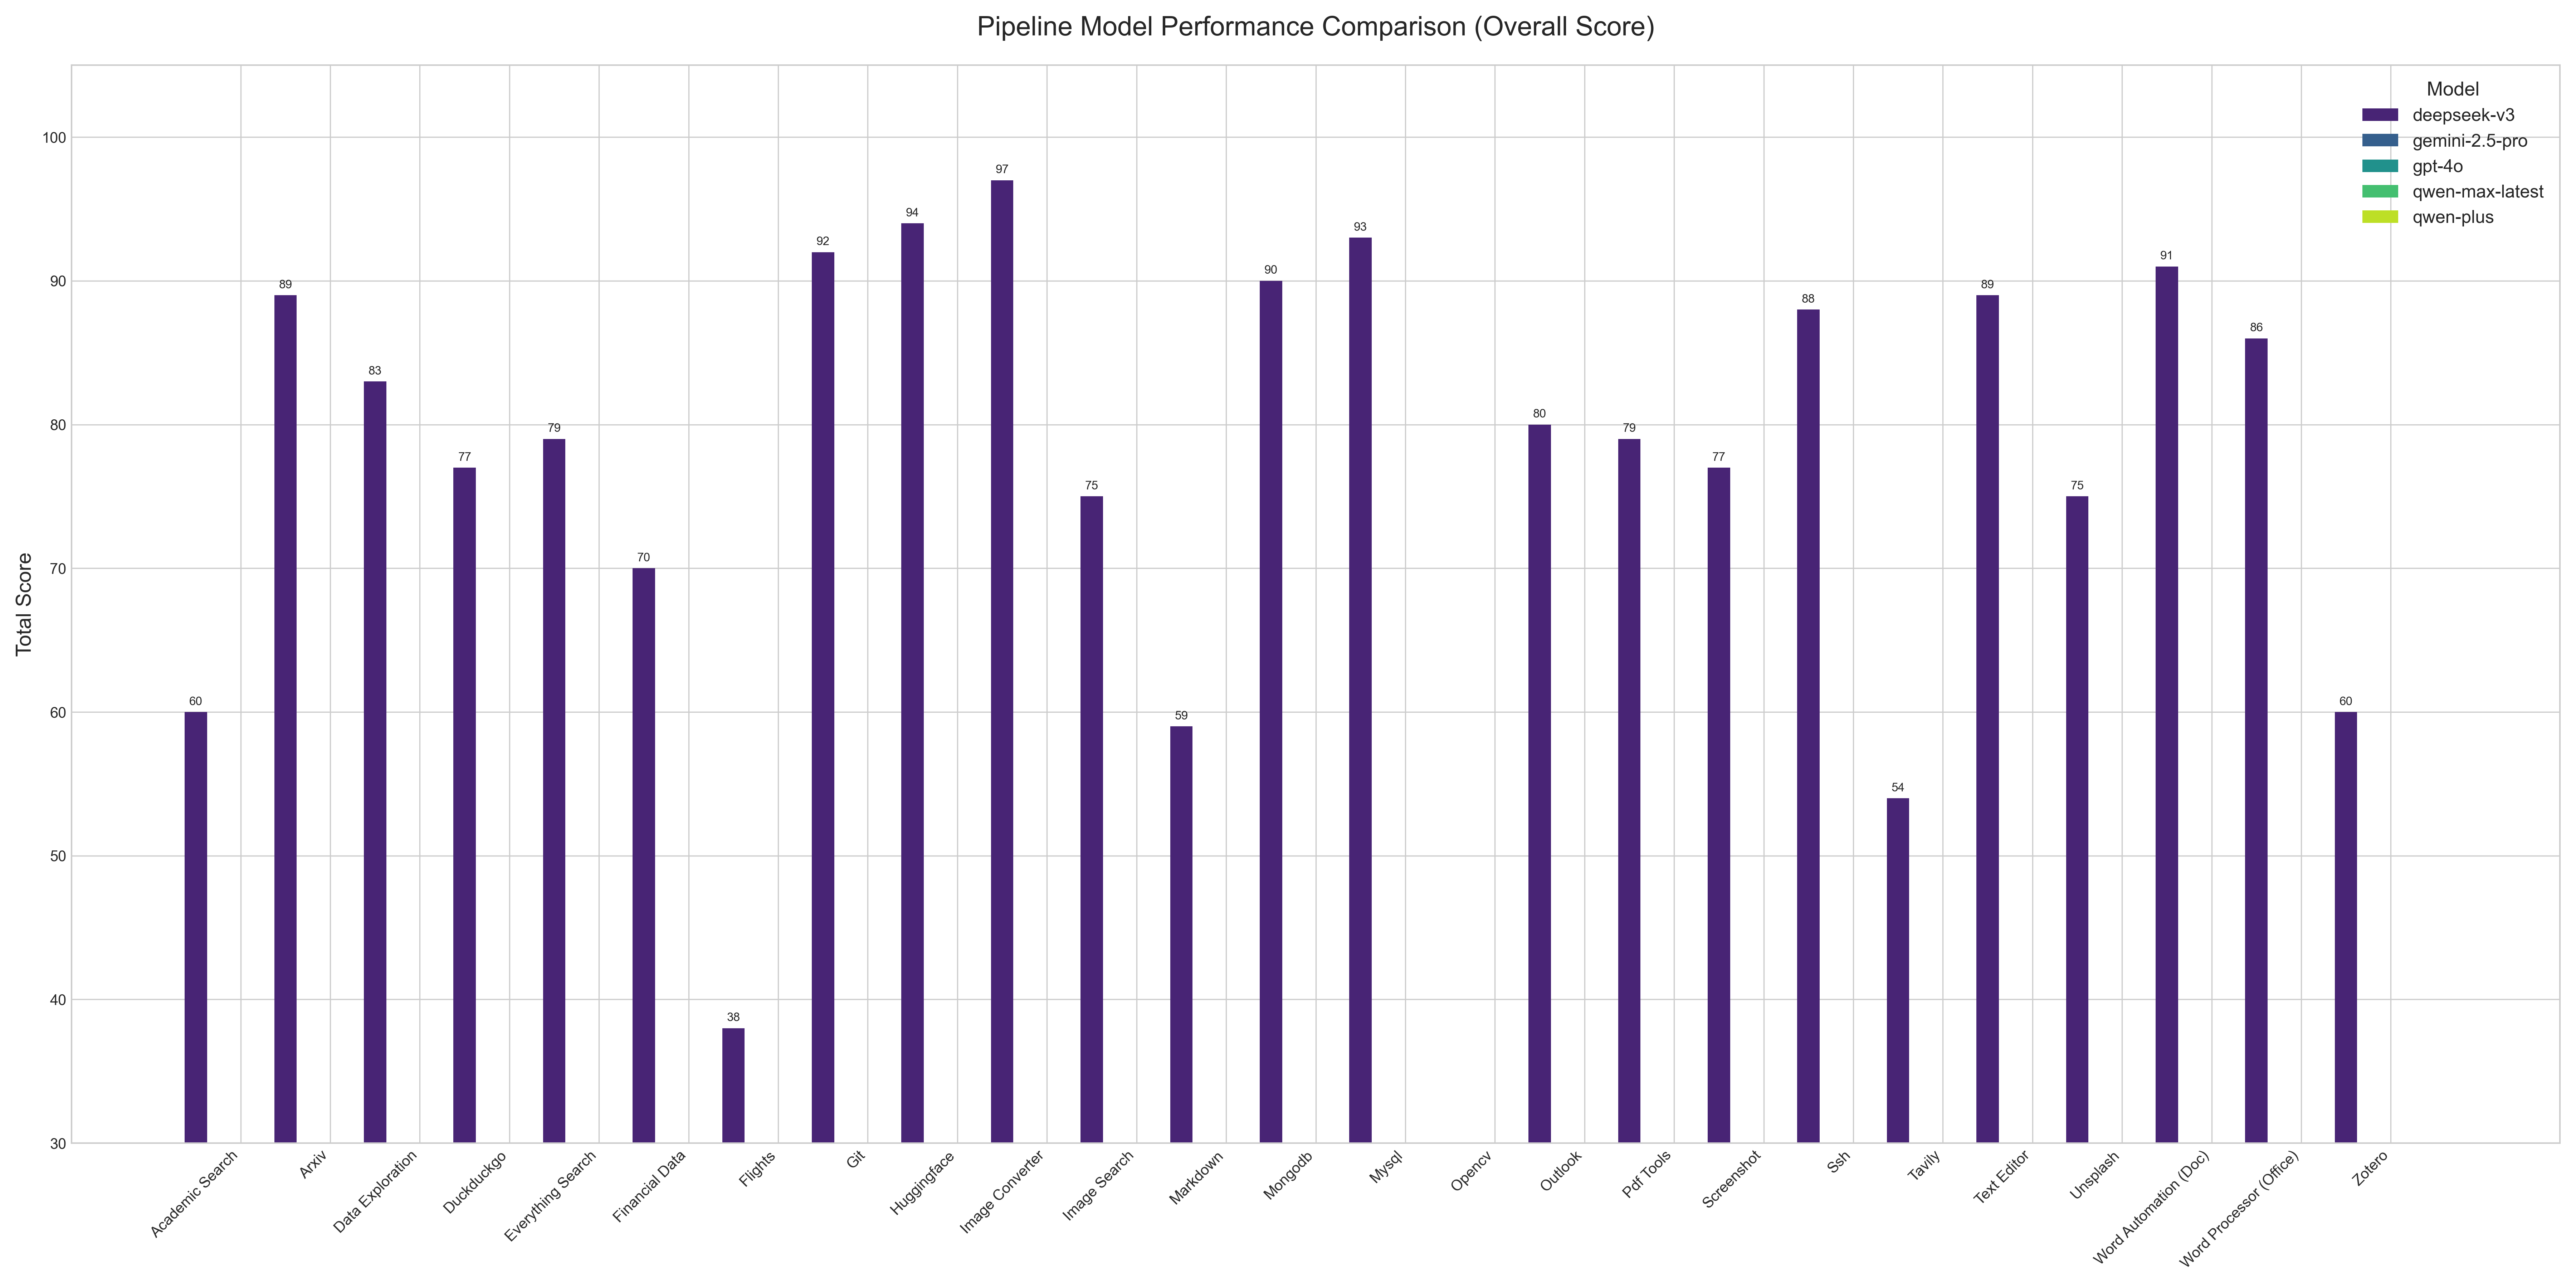 Pipeline Model Performance Comparison (Overall Score)
Model
deepseek-v3
gemini-2.5-pro
gpt-4o
qwen-max-latest
qwen-plus
Total Score
100
90
80
70
60
50
40
30
60
89
83
77
79
70
38
92
94
97
75
59
90
93
80
79
77
88
54
89
75
91
86
60
Academic Search
Arxiv
Data Exploration
Duckduckgo
Everything Search
Financial Data
Flights
Git
Huggingface
Image Converter
Image Search
Markdown
Mongodb
Mysql
Opencv
Outlook
Pdf Tools
Screenshot
Ssh
Tavily
Text Editor
Unsplash
Word Automation (Doc)
Word Processor (Office)
Zotero